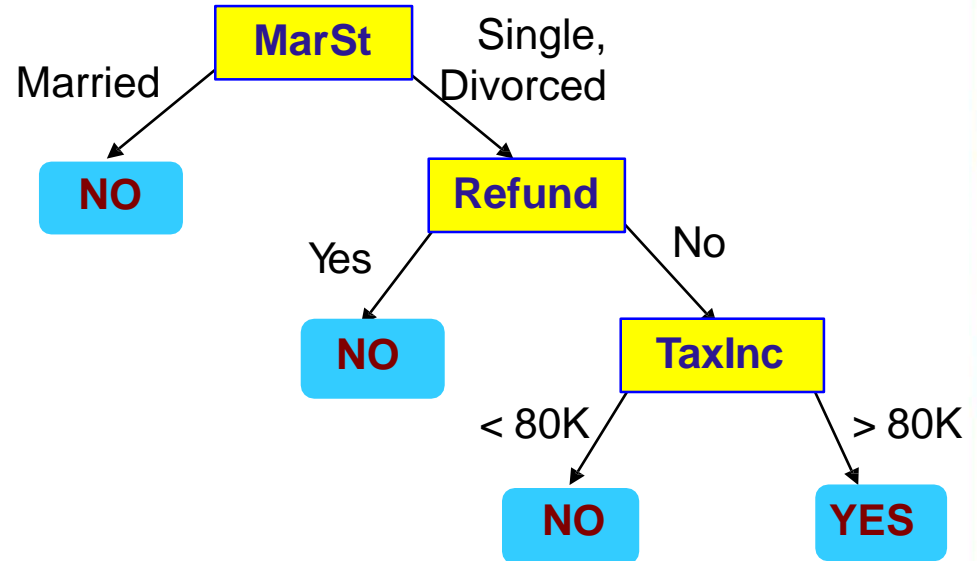 MarSt
Single,
Divorced
Married
NO
Refund
Yes
No
NO
TaxInc
< 80K
> 80K
NO
YES